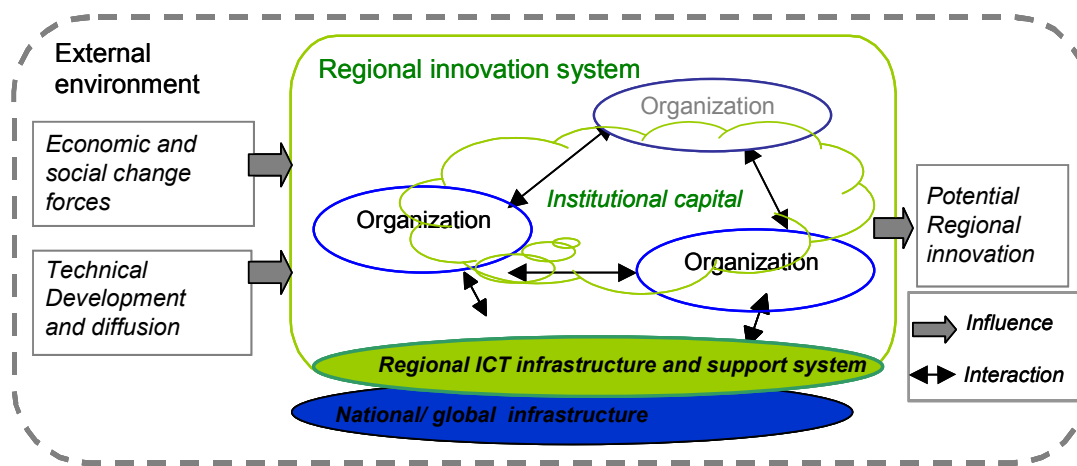 External
environment
Economic and
social change
forces
Technical
Development
and diffusion
Regional innovation system
Organization
Institutional capital
Organization
Organization
Regional ICT infrastructure and support system
National/ global infrastructure
Potential
Regional
innovation
Influence
Interaction